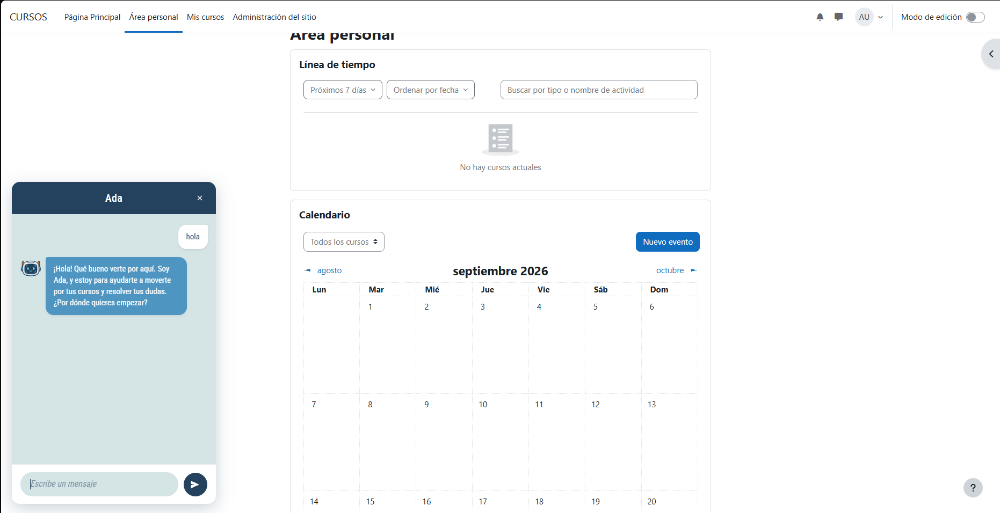 CURSOS
Página Principal
Área personal
Mis cursos
Administración del sitio
AU
Modo de edición
Área personal
Línea de tiempo
Próximos 7 días
Ordenar por fecha
Buscar por tipo o nombre de actividad
No hay cursos actuales
Ada
hola
¡Hola! Qué bueno verte por aquí. Soy
Ada, y estoy para ayudarte a moverte
por tus cursos y resolver tus dudas.
¿Por dónde quieres empezar?
Escribe un mensaje
Calendario
Todos los cursos
Nuevo evento
◄ agosto
septiembre 2026
octubre ►
Lun Mar Mié Jue Vie Sáb Dom
1 2 3 4 5 6
7 8 9 10 11 12 13
14 15 16 17 18 19 20
?